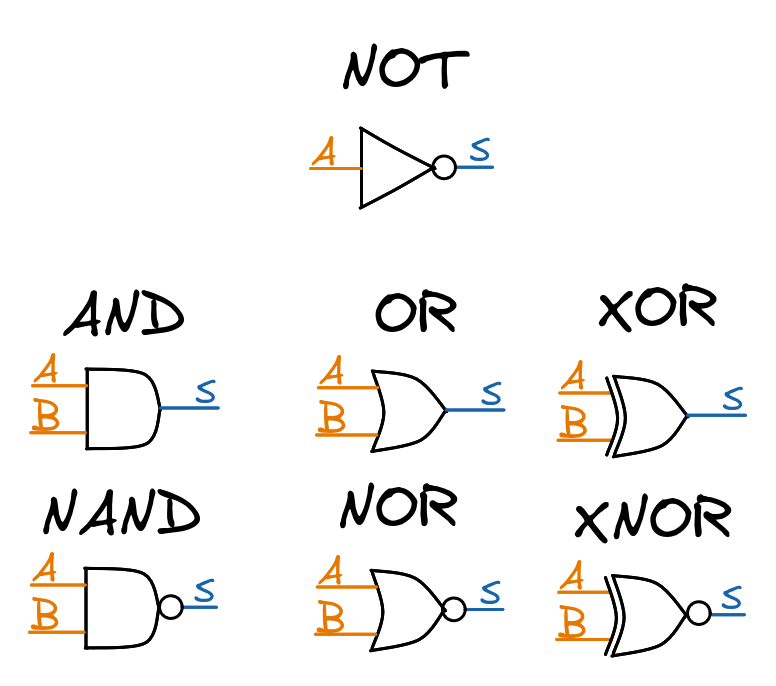 NOT
A S
AND OR XOR
A S A S A S
B B B
NAND NOR XNOR
A S A S A S
B B B